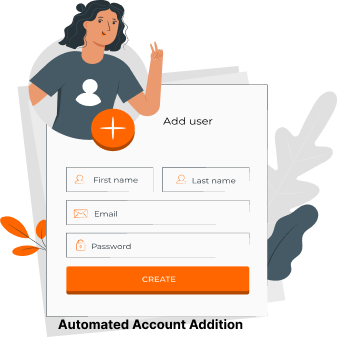 Add user
First name
Last name
Email
Password
CREATE
Automated Account Addition